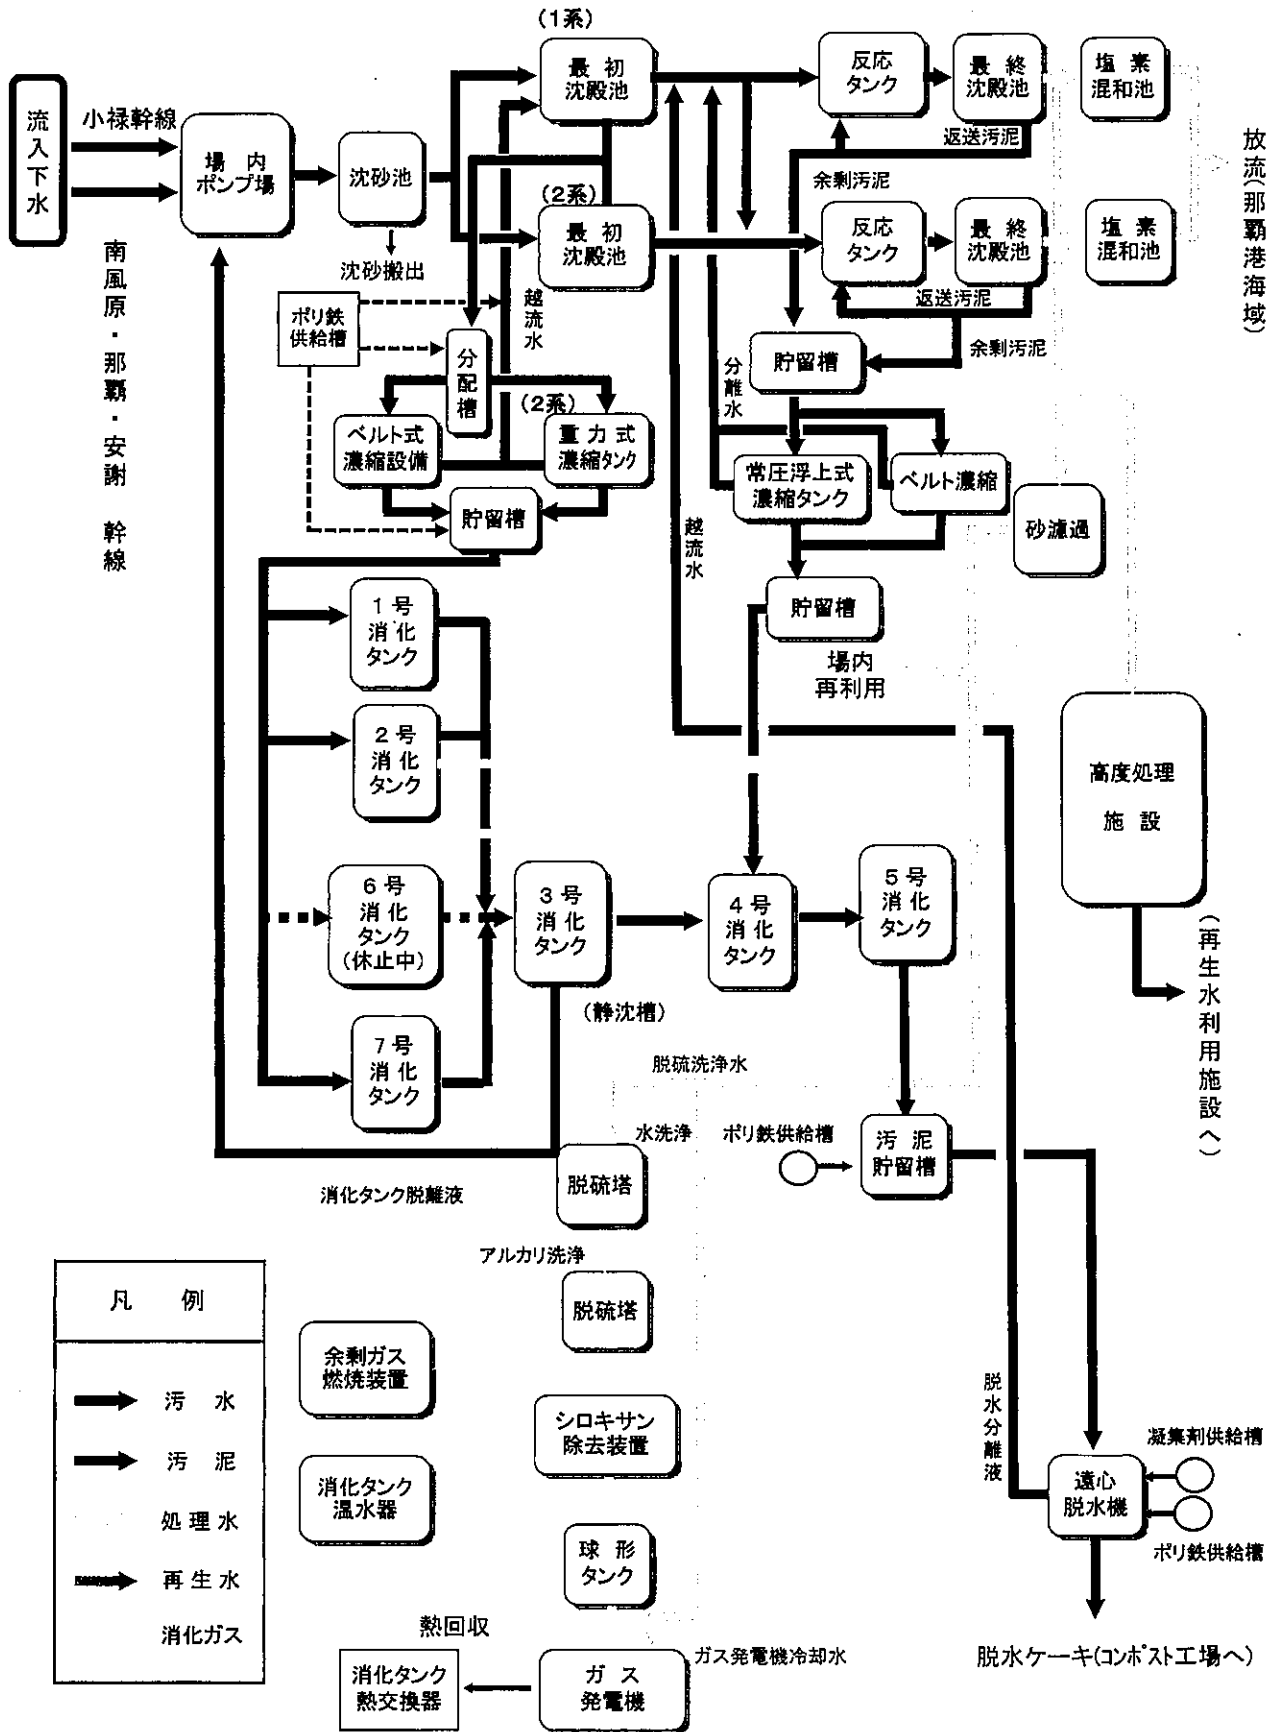 (1系)
流入下水
小禄幹線
場内
ポンプ場
沈砂池
最初
沈殿池
反応
タンク
最終
沈殿池
塩素
混和池
返送汚泥
余剰汚泥
放流(那覇港海域)
南風原・那覇・安謝 幹線
沈砂搬出
(2系)
最初
沈殿池
反応
タンク
最終
沈殿池
塩素
混和池
返送汚泥
余剰汚泥
ポリ鉄
供給槽
越流水
分配槽
(2系)
ベルト式
濃縮設備
重力式
濃縮タンク
貯留槽
分離水
貯留槽
常圧浮上式
濃縮タンク
ベルト濃縮
砂濾過
越流水
貯留槽
場内
再利用
1号
消化
タンク
2号
消化
タンク
6号
消化
タンク
(休止中)
7号
消化
タンク
3号
消化
タンク
(静沈槽)
4号
消化
タンク
5号
消化
タンク
高度処理
施設
(再生水利用施設へ)
脱硫洗浄水
水洗浄
脱硫塔
消化タンク脱離液
ポリ鉄供給槽
汚泥
貯留槽
アルカリ洗浄
脱硫塔
凡例
汚水
汚泥
処理水
再生水
消化ガス
余剰ガス
燃焼装置
シロキサン
除去装置
消化タンク
温水器
球形
タンク
脱水分離液
凝集剤供給槽
遠心
脱水機
ポリ鉄供給槽
脱水ケーキ(コンポスト工場へ)
熱回収
消化タンク
熱交換器
ガス
発電機
ガス発電機冷却水